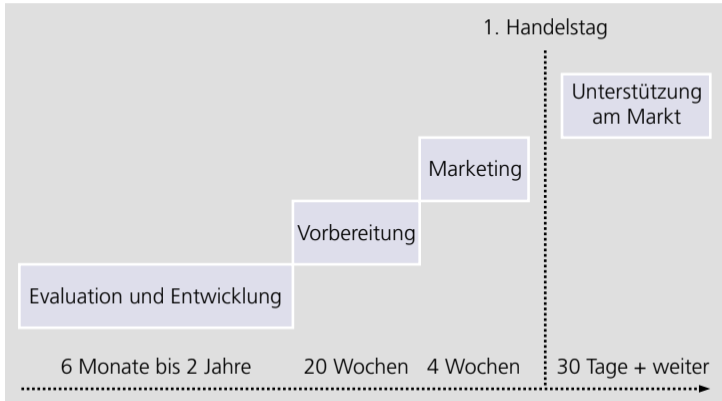 1. Handelstag
Unterstützung
am Markt
Marketing
Vorbereitung
Evaluation und Entwicklung
6 Monate bis 2 Jahre
20 Wochen
4 Wochen
30 Tage + weiter